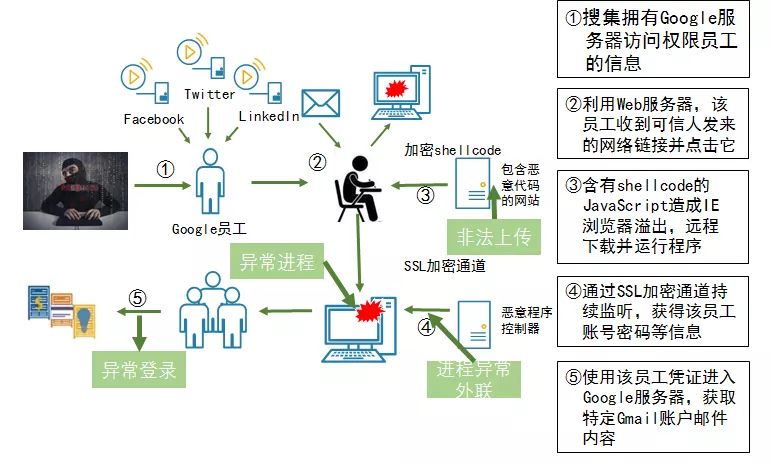 Twitter
Facebook
LinkedIn
①
Google员工
②
加密shellcode
③
包含恶
意代码
的网站
非法上传
异常进程
SSL加密通道
④
恶意程序
控制器
进程异常
外联
⑤
异常登录
①搜集拥有Google服
务器访问权限员工
的信息
②利用Web服务器，该
员工收到可信人发来
的网络链接并点击它
③含有shellcode的
JavaScript造成IE
浏览器溢出，远程
下载并运行程序
④通过SSL加密通道持
续监听，获得该员工
账号密码等信息
⑤使用该员工凭证进入
Google服务器，获取
特定Gmail账户邮件
内容